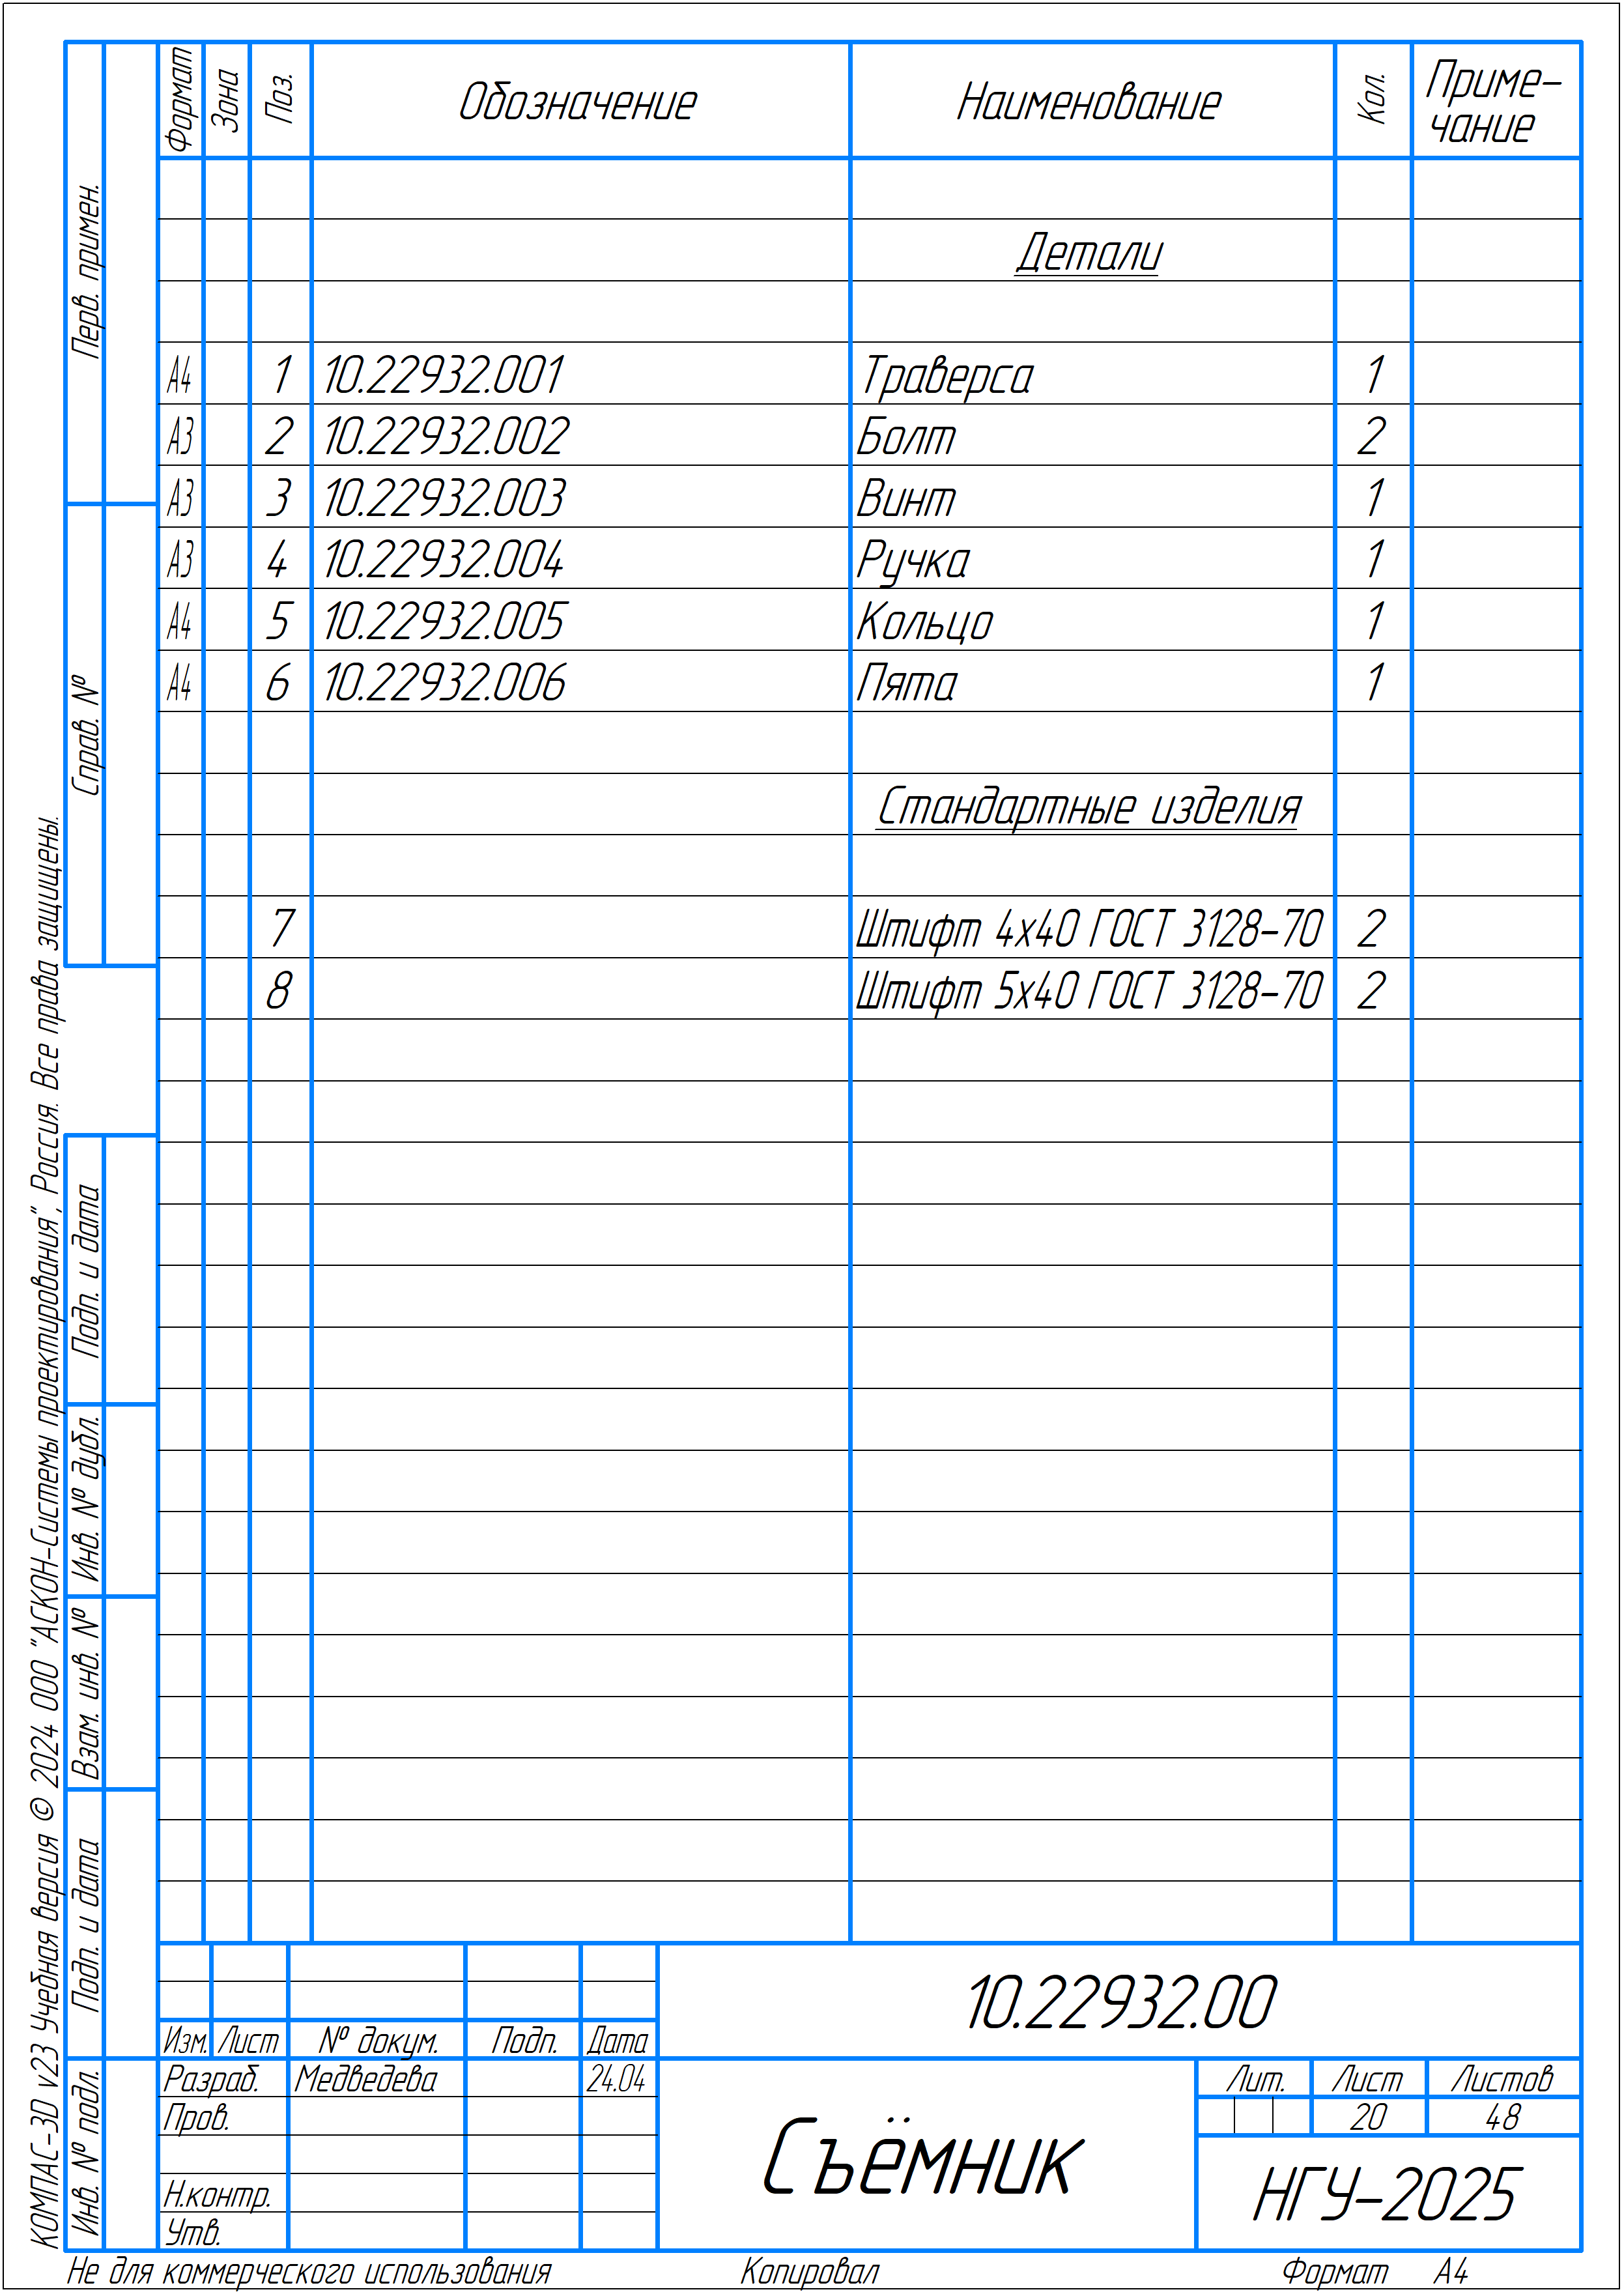 Формат Зона Поз. Обозначение Наименование Кол. Приме-
чание
Детали
А4 1 10.22932.001 Траверса 1
А3 2 10.22932.002 Болт 2
А3 3 10.22932.003 Винт 1
А3 4 10.22932.004 Ручка 1
А4 5 10.22932.005 Кольцо 1
А4 6 10.22932.006 Пята 1
Стандартные изделия
7 Штифт 4х40 ГОСТ 3128-70 2
8 Штифт 5х40 ГОСТ 3128-70 2
Перв. примен.
Справ. №
Подп. и дата
Инв. № дубл.
Взам. инв. №
Подп. и дата
Инв. № подл.
КОМПАС-3D v23 Учебная версия © 2024 ООО "АСКОН-Системы проектирования", Россия. Все права защищены.
10.22932.00
Изм. Лист № докум. Подп. Дата
Разраб. Медведева 24.04
Пров.
Н.контр.
Утв.
Съёмник
Лит. Лист Листов
20 48
НГУ-2025
Не для коммерческого использования Копировал Формат А4